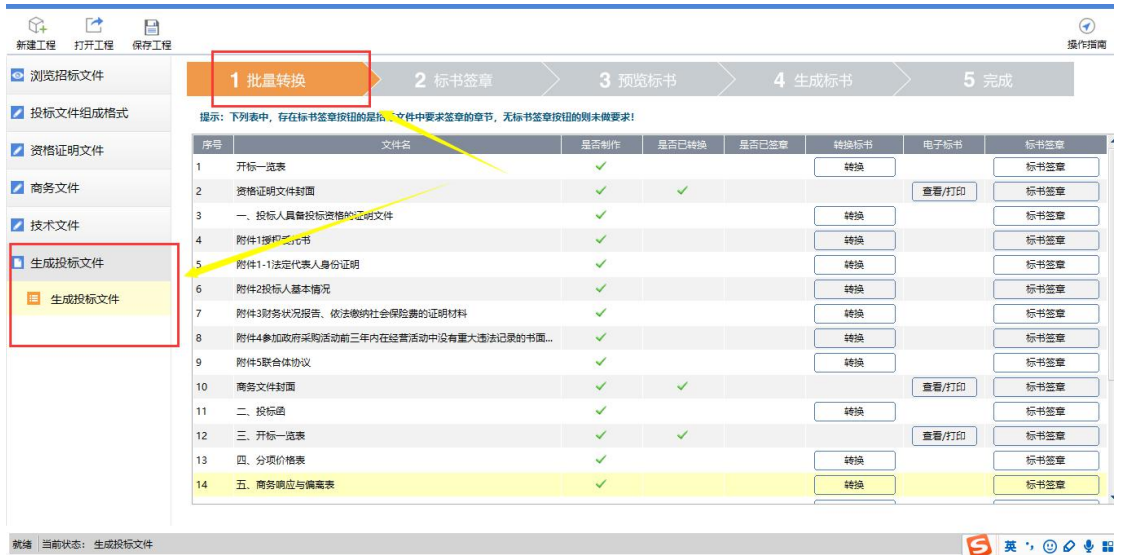 新建工程 打开工程 保存工程 操作指南
浏览招标文件
投标文件组成格式
资格证明文件
商务文件
技术文件
生成投标文件
生成投标文件
1 批量转换 2 标书签章 3 预览标书 4 生成标书 5 完成
提示：下列表中，存在标书签章按钮的是招标文件中要求签章的章节，无标书签章按钮的则未做要求！
序号 文件名 是否制作 是否已转换 是否已签章 转换标书 电子标书 标书签章
1 开标一览表 转换 标书签章
2 资格证明文件封面 查看/打印 标书签章
3 一、投标人具备投标资格的证明文件 转换 标书签章
4 附件1授权委托书 转换 标书签章
5 附件1-1法定代表人身份证明 转换 标书签章
6 附件2投标人基本情况 转换 标书签章
7 附件3财务状况报告、依法缴纳社会保险费的证明材料 转换 标书签章
8 附件4参加政府采购活动前三年内在经营活动中没有重大违法记录的书面... 转换 标书签章
9 附件5联合体协议 转换 标书签章
10 商务文件封面 查看/打印 标书签章
11 二、投标函 转换 标书签章
12 三、开标一览表 查看/打印 标书签章
13 四、分项价格表 转换 标书签章
14 五、商务响应与偏离表 转换 标书签章
就绪 当前状态：生成投标文件 英